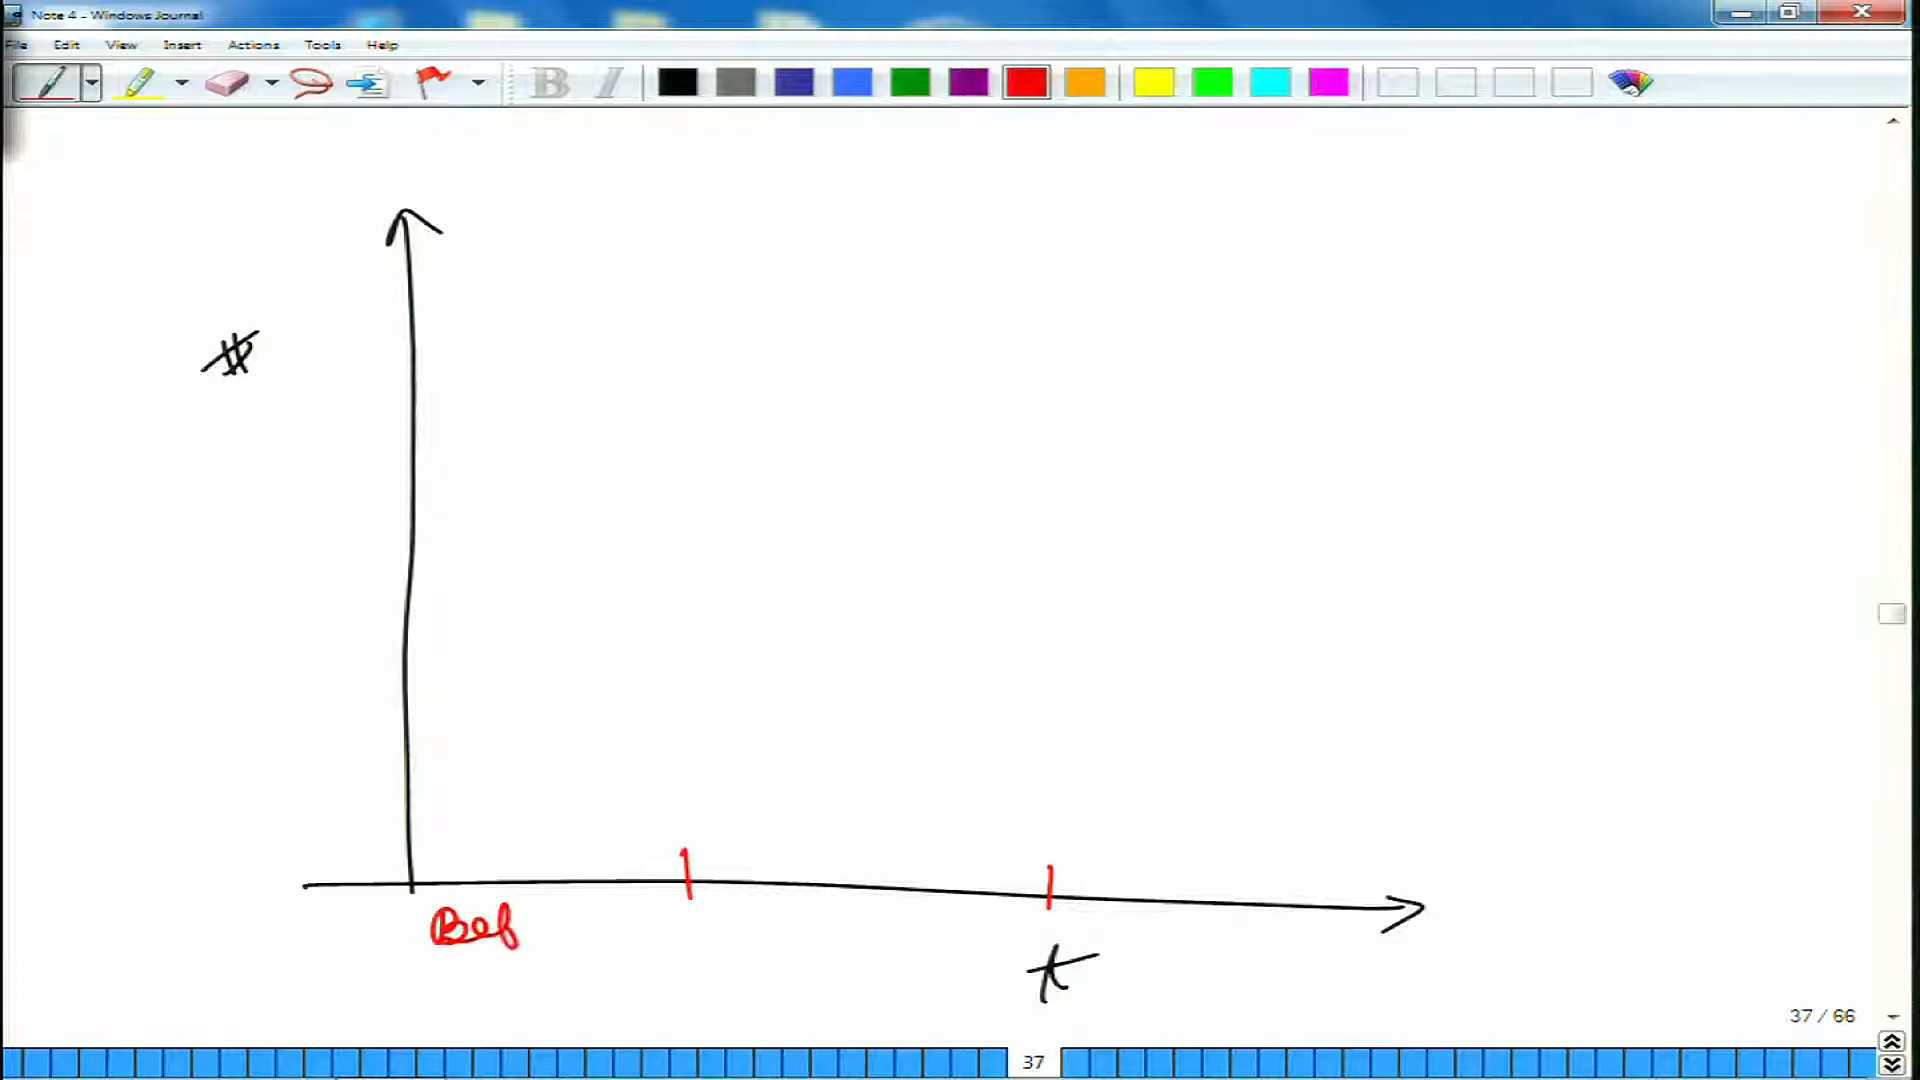 Note 4 - Windows Journal
File Edit View Insert Actions Tools Help
B I
#
Bef
t
37 / 66
37